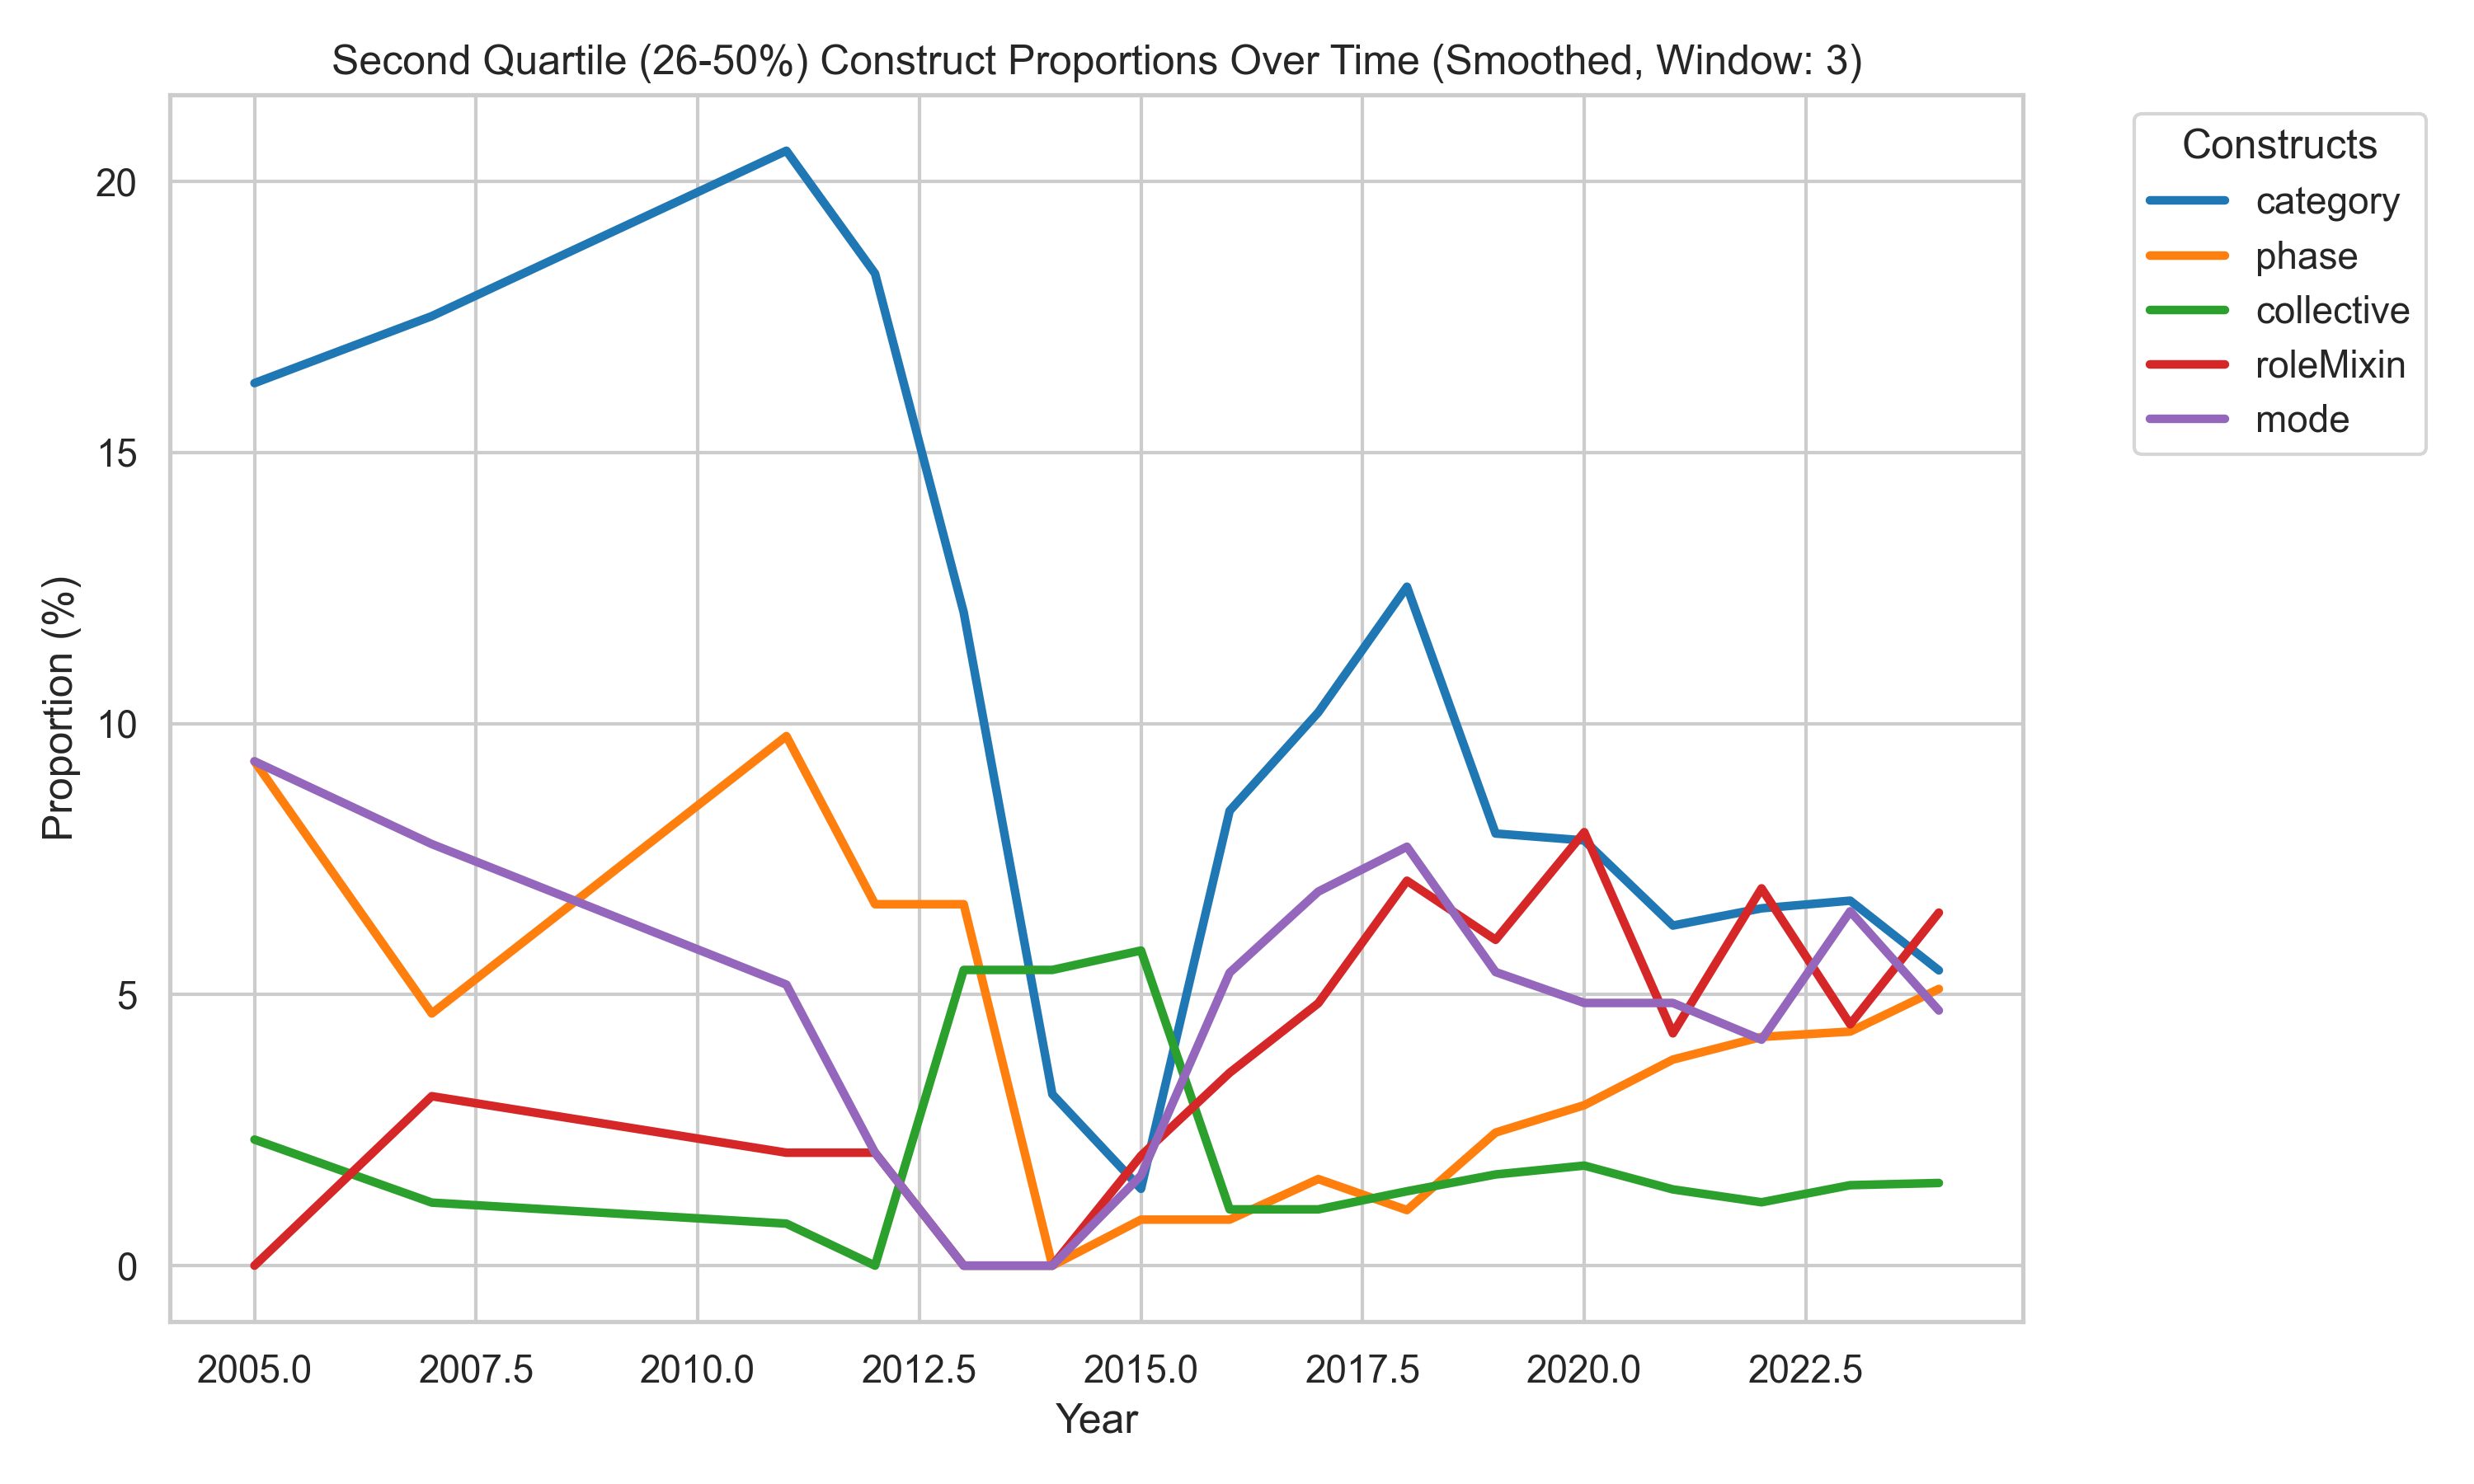 Second Quartile (26-50%) Construct Proportions Over Time (Smoothed, Window: 3)
Constructs
category
phase
collective
roleMixin
mode
Proportion (%)
20
15
10
5
0
2005.0 2007.5 2010.0 2012.5 2015.0 2017.5 2020.0 2022.5
Year